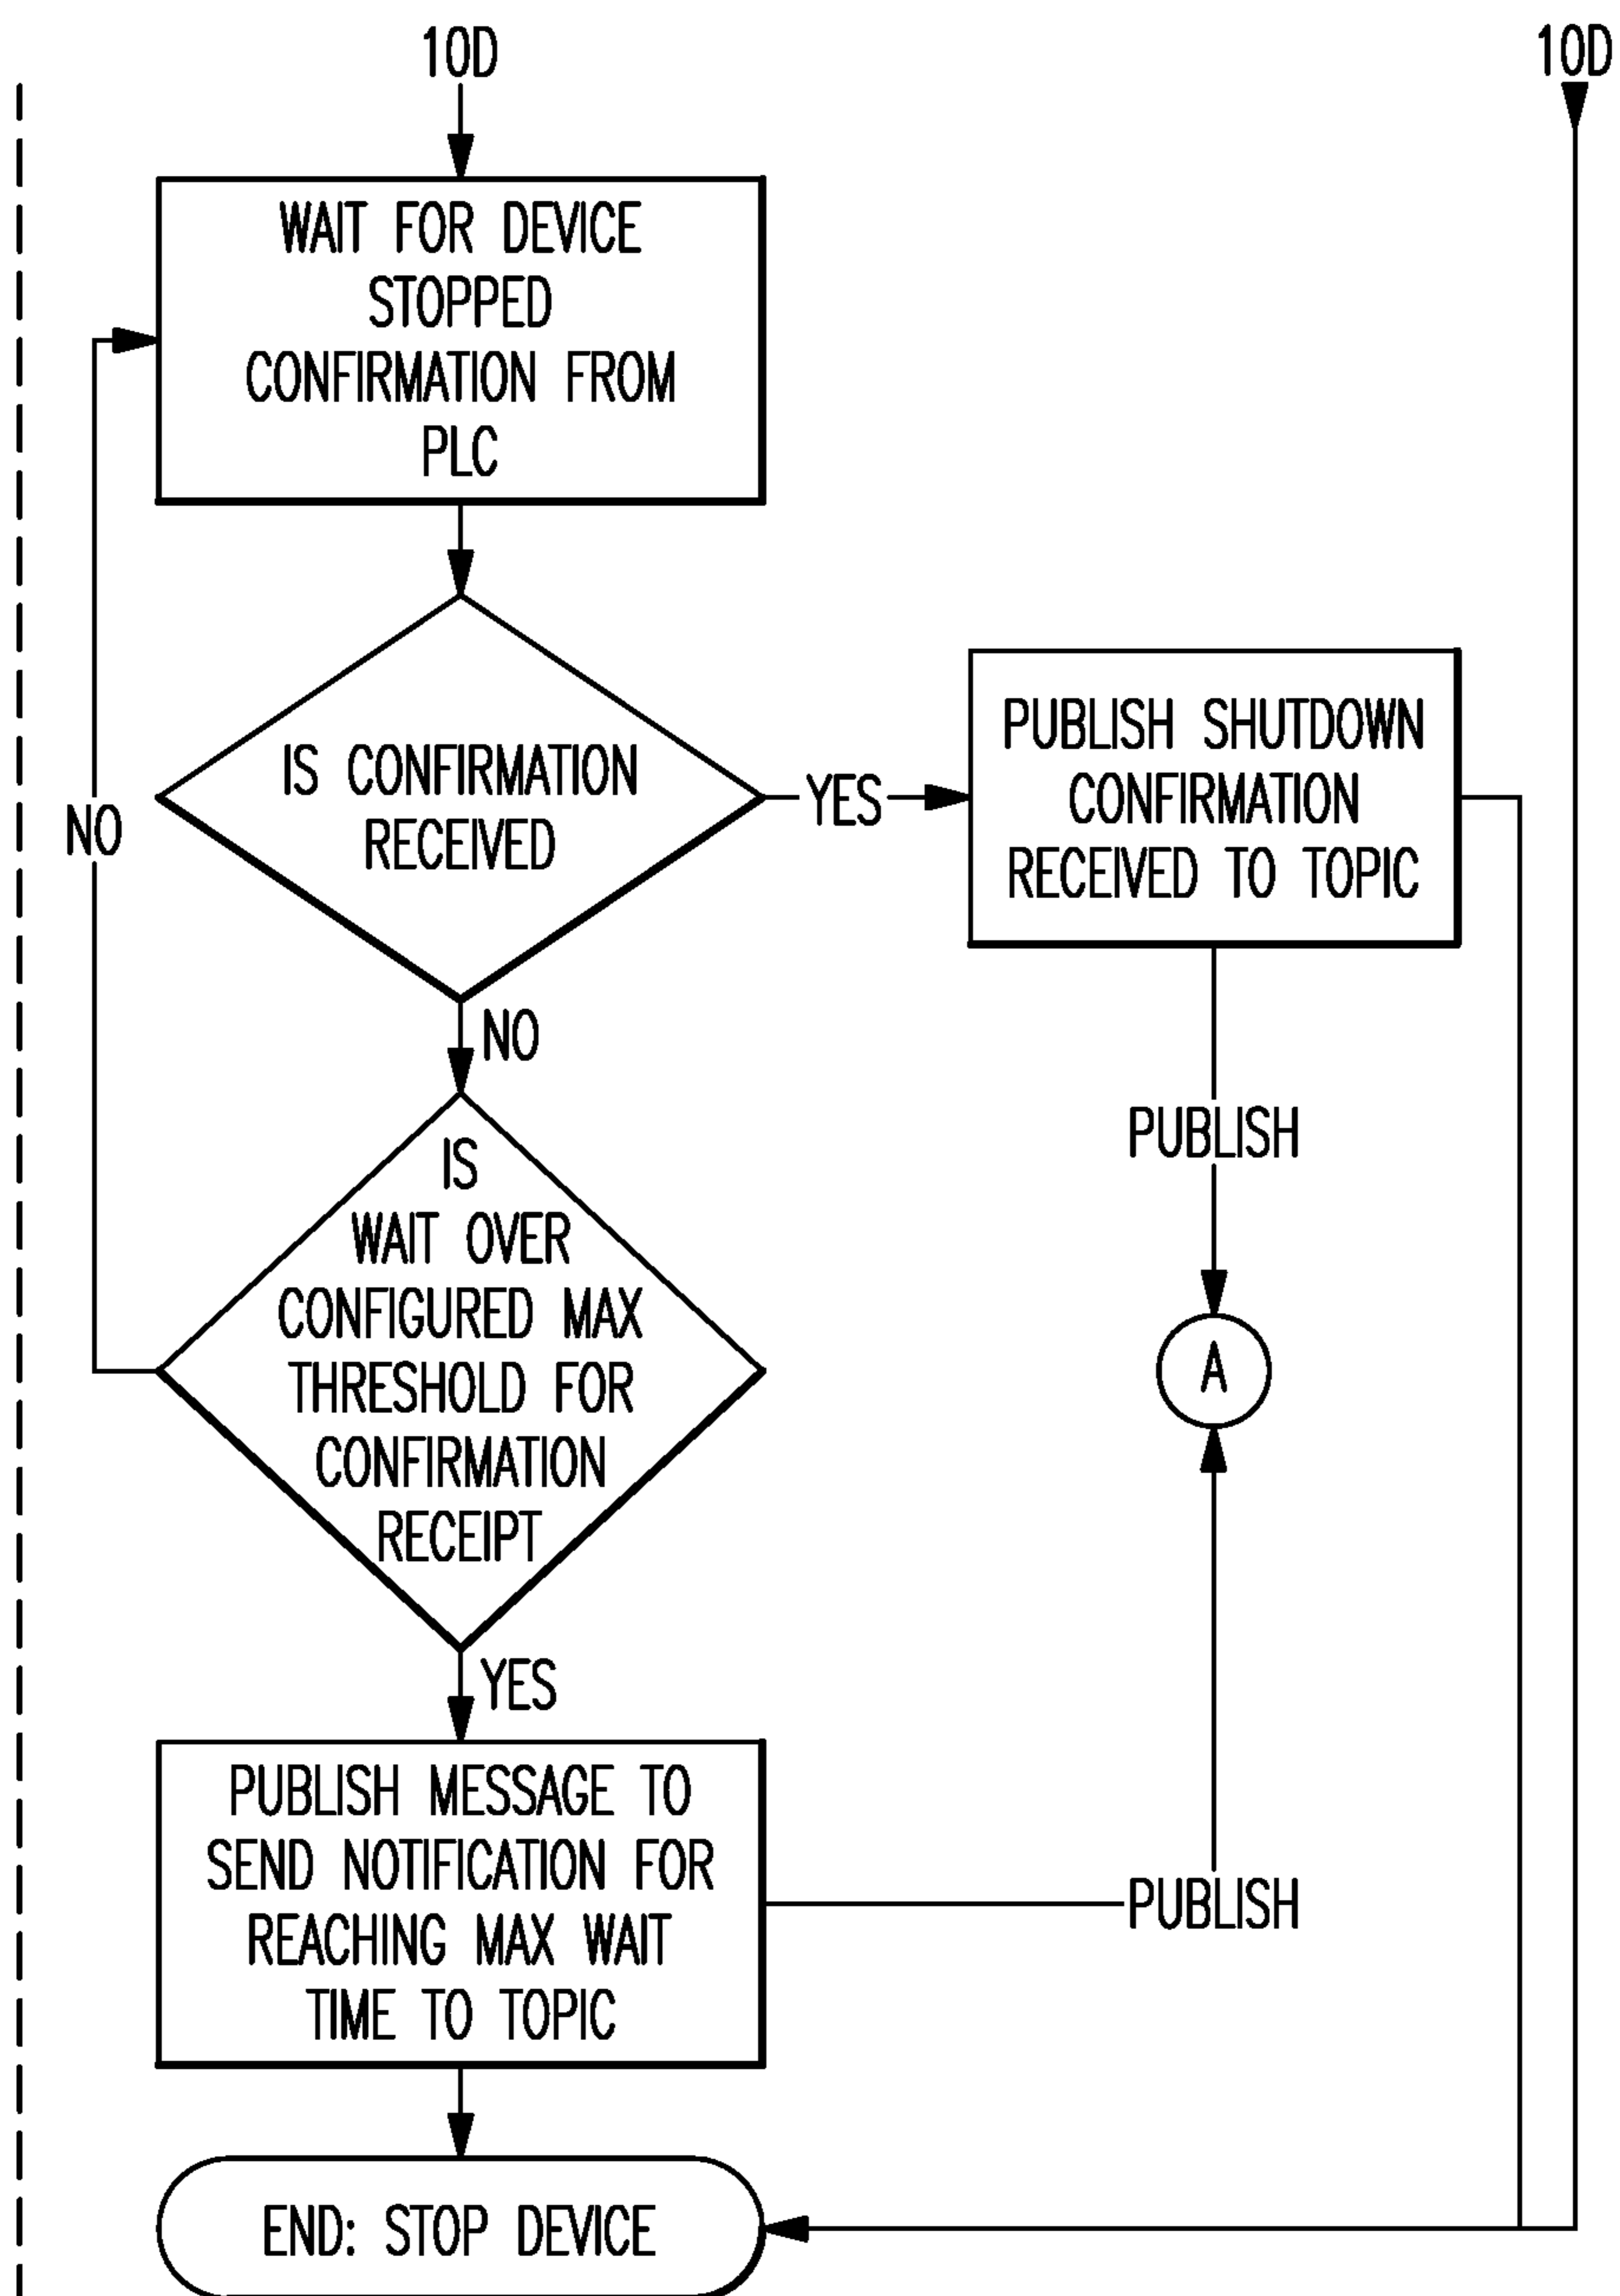 10D
10D
WAIT FOR DEVICE
STOPPED
CONFIRMATION FROM
PLC
IS CONFIRMATION
RECEIVED
YES
PUBLISH SHUTDOWN
CONFIRMATION
RECEIVED TO TOPIC
NO
NO
PUBLISH
IS
WAIT OVER
CONFIGURED MAX
THRESHOLD FOR
CONFIRMATION
RECEIPT
A
YES
PUBLISH MESSAGE TO
SEND NOTIFICATION FOR
REACHING MAX WAIT
TIME TO TOPIC
PUBLISH
END: STOP DEVICE